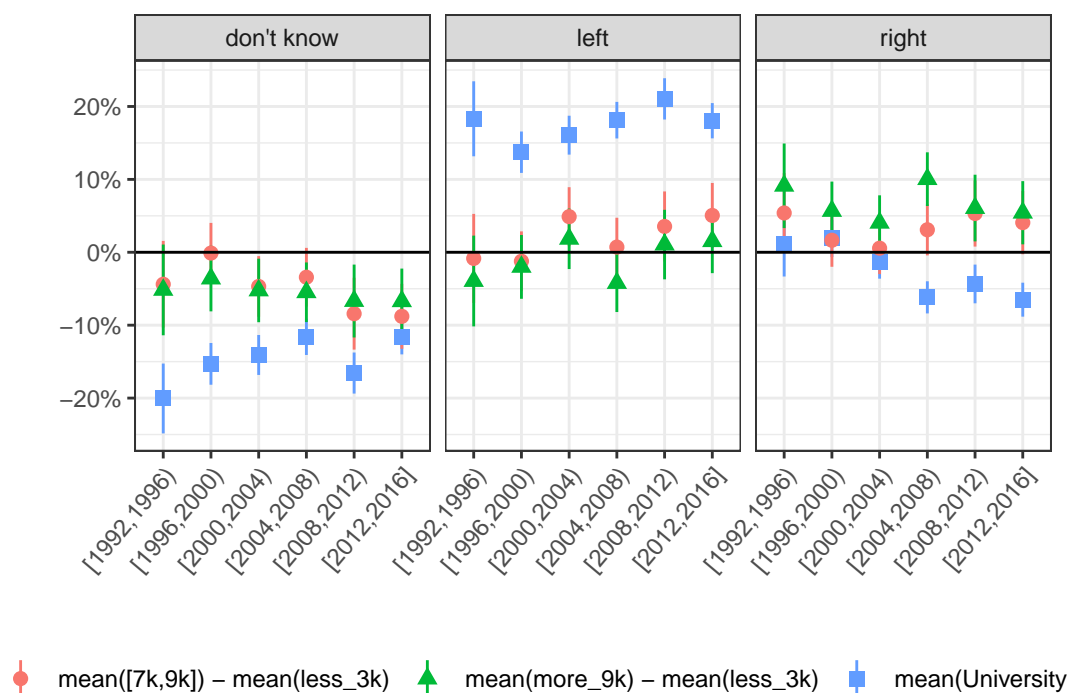 don't know left right
20%
10%
0%
−10%
−20%
[1992,1996) [1996,2000) [2000,2004) [2004,2008) [2008,2012) [2012,2016] [1992,1996) [1996,2000) [2000,2004) [2004,2008) [2008,2012) [2012,2016] [1992,1996) [1996,2000) [2000,2004) [2004,2008) [2008,2012) [2012,2016]
mean([7k,9k]) − mean(less_3k) mean(more_9k) − mean(less_3k) mean(University